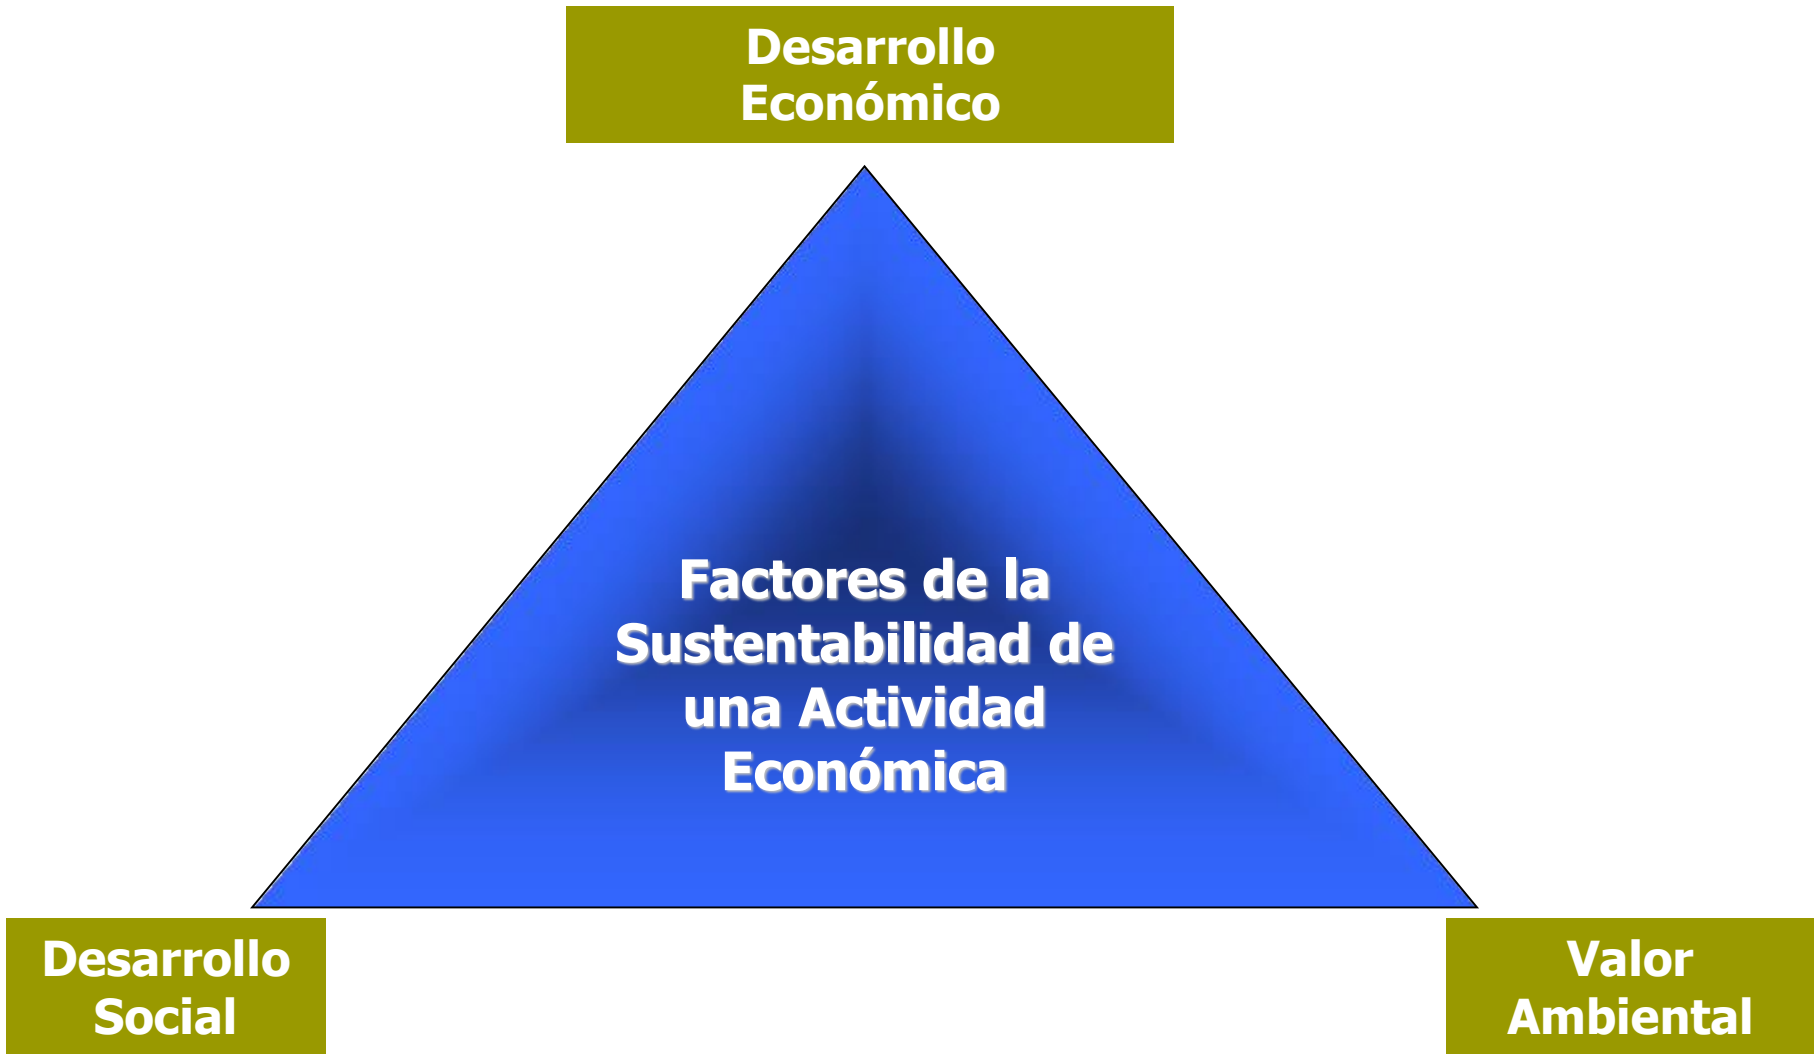 Desarrollo
Económico
Factores de la
Sustentabilidad de
una Actividad
Económica
Desarrollo
Social
Valor
Ambiental